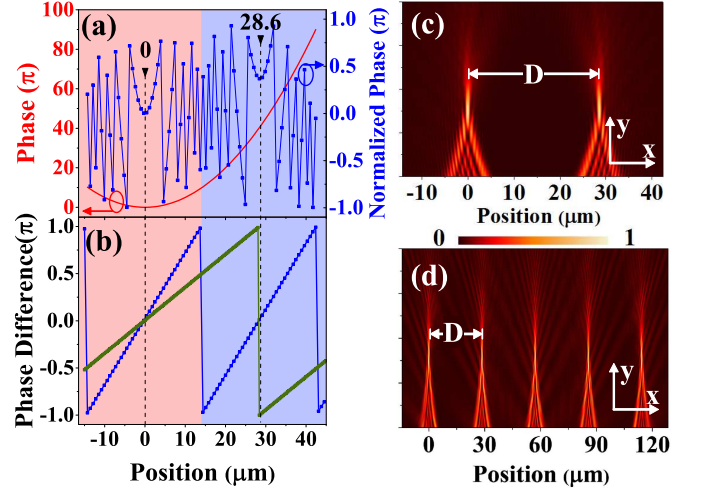 (a)
0
28.6
100
80
60
40
20
0
Phase (π)
1.0
0.5
0.0
-0.5
-1.0
Normalized Phase (π)
(b)
1.0
0.5
0.0
-0.5
-1.0
Phase Difference(π)
-10 0 10 20 30 40
Position (μm)
(c)
D
y
x
-10 0 10 20 30 40
Position (μm)
0 1
(d)
D
y
x
0 30 60 90 120
Position (μm)